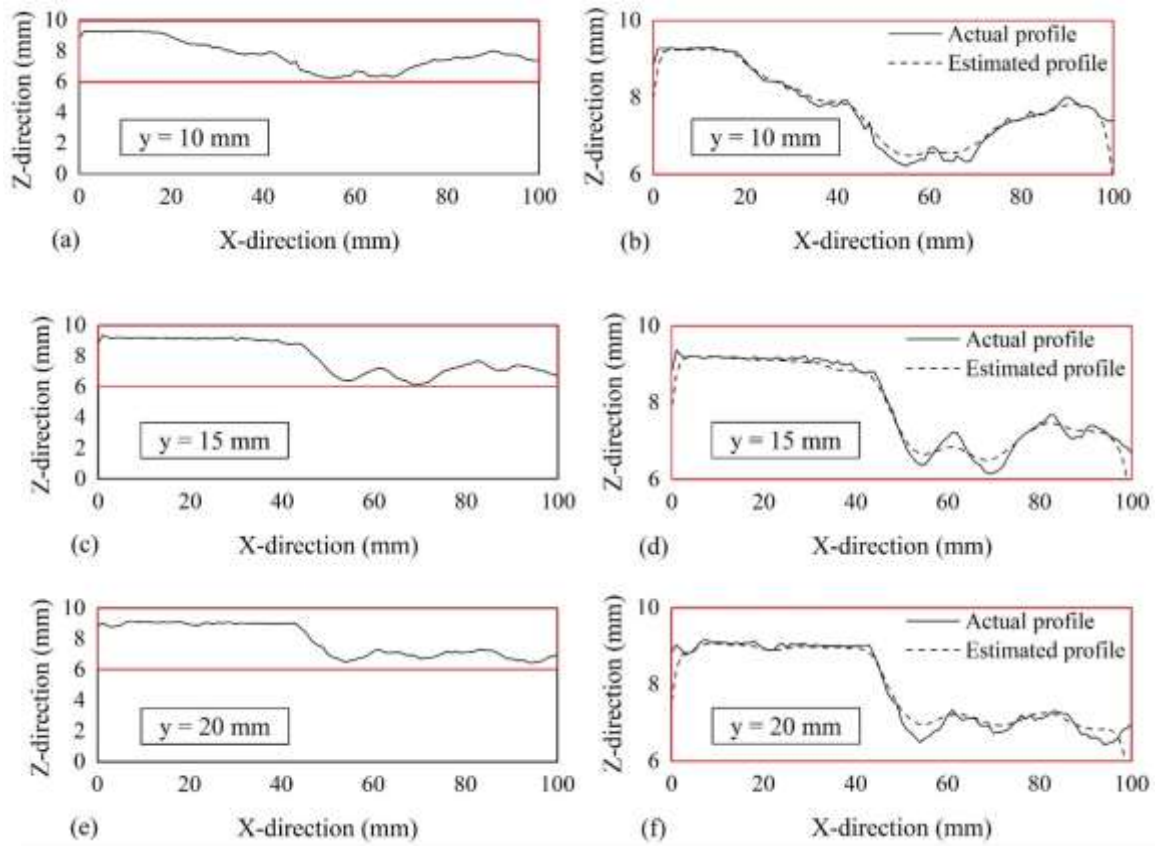 10
8
6
4
2
0
Z-direction (mm)
y = 10 mm
0 20 40 60 80 100
(a) X-direction (mm)
10
8
6
Z-direction (mm)
Actual profile
Estimated profile
y = 10 mm
0 20 40 60 80 100
(b) X-direction (mm)
10
8
6
4
2
0
Z-direction (mm)
y = 15 mm
0 20 40 60 80 100
(c) X-direction (mm)
10
8
6
Z-direction (mm)
Actual profile
Estimated profile
y = 15 mm
0 20 40 60 80 100
(d) X-direction (mm)
10
8
6
4
2
0
Z-direction (mm)
y = 20 mm
0 20 40 60 80 100
(e) X-direction (mm)
10
8
6
Z-direction (mm)
Actual profile
Estimated profile
y = 20 mm
0 20 40 60 80 100
(f) X-direction (mm)